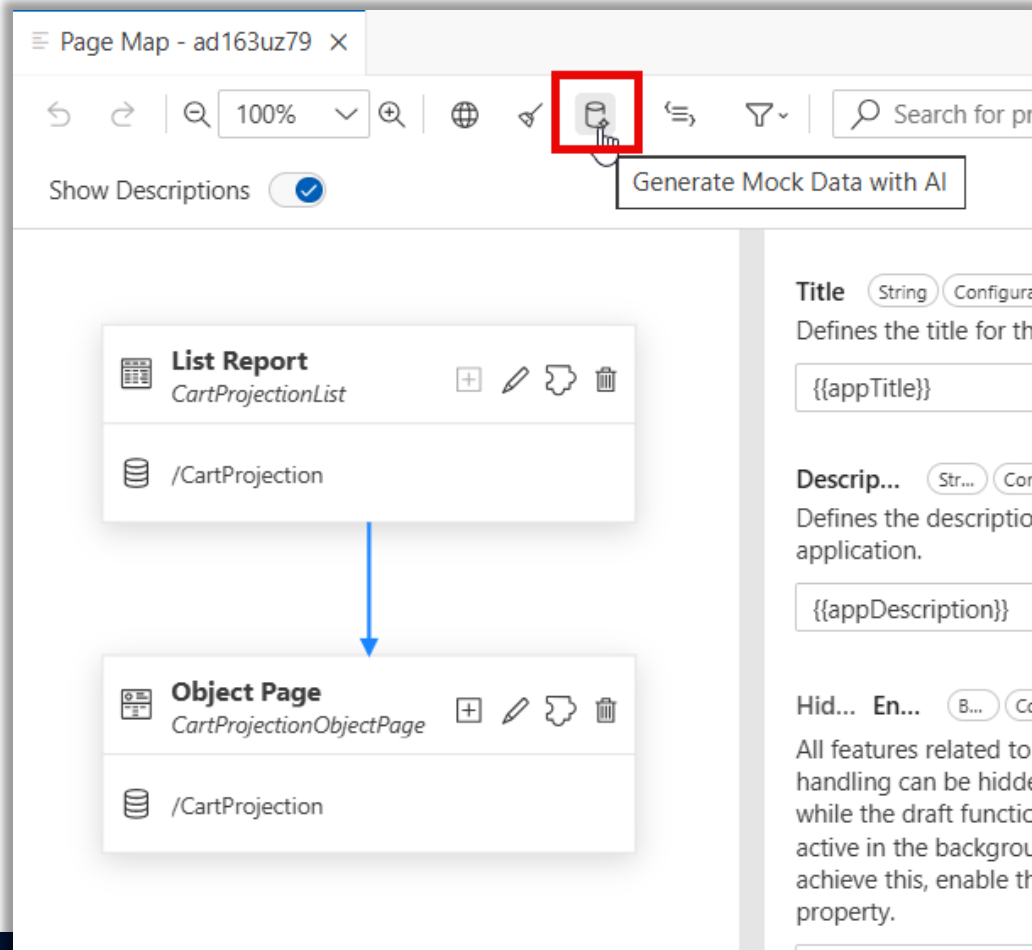 Page Map - ad163uz79
100%
Search for pr
Show Descriptions
Generate Mock Data with AI
List Report
CartProjectionList
/CartProjection
Object Page
CartProjectionObjectPage
/CartProjection
Title String Configura
Defines the title for th
{{appTitle}}
Descrip... Str... Con
Defines the descriptio
application.
{{appDescription}}
Hid... En... B... Co
All features related to
handling can be hidde
while the draft functio
active in the backgrou
achieve this, enable th
property.